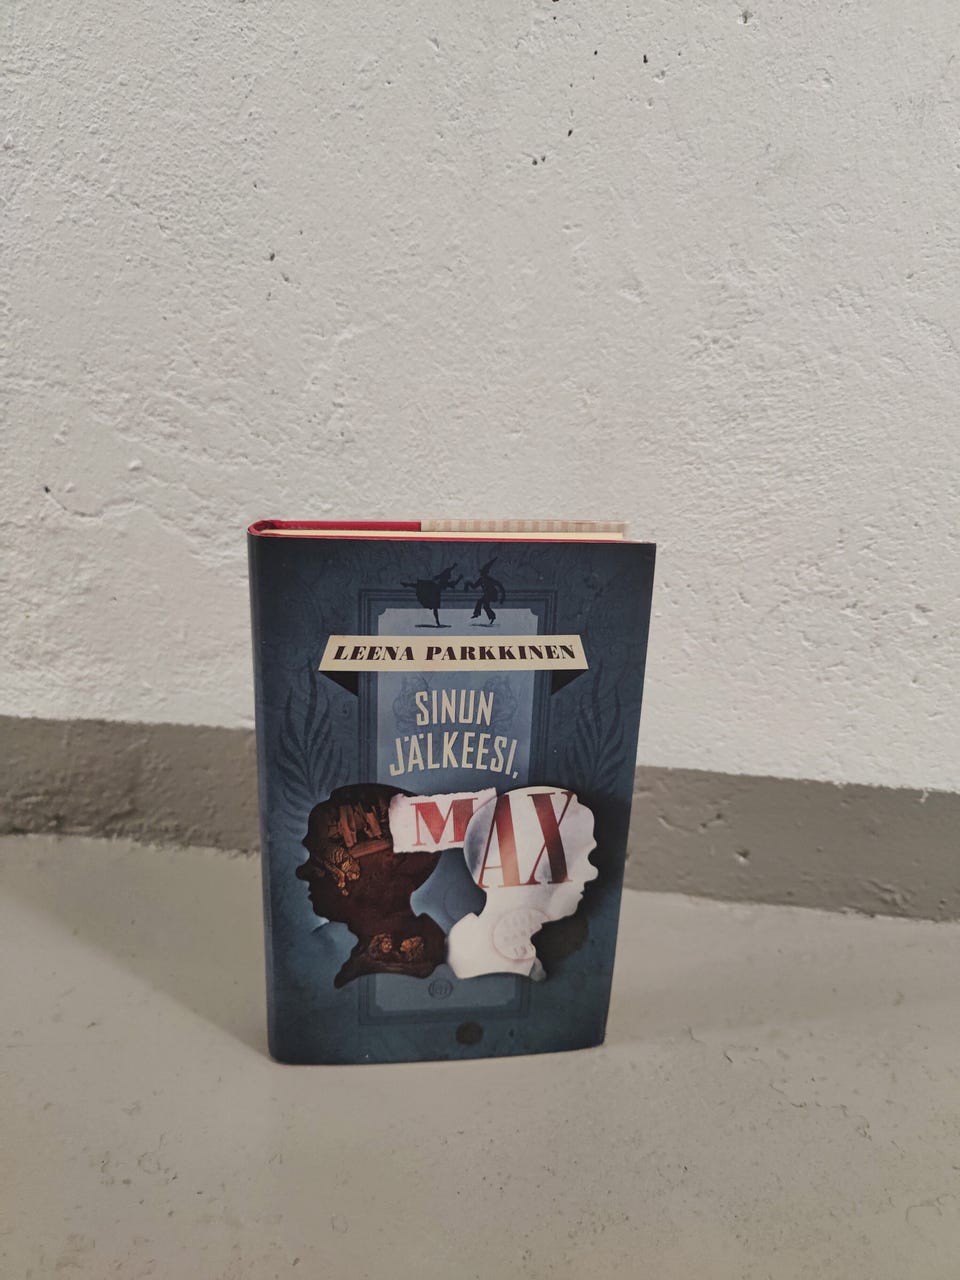 LEENA PARKKINEN
SINUN
JÄLKEESI,
MAX